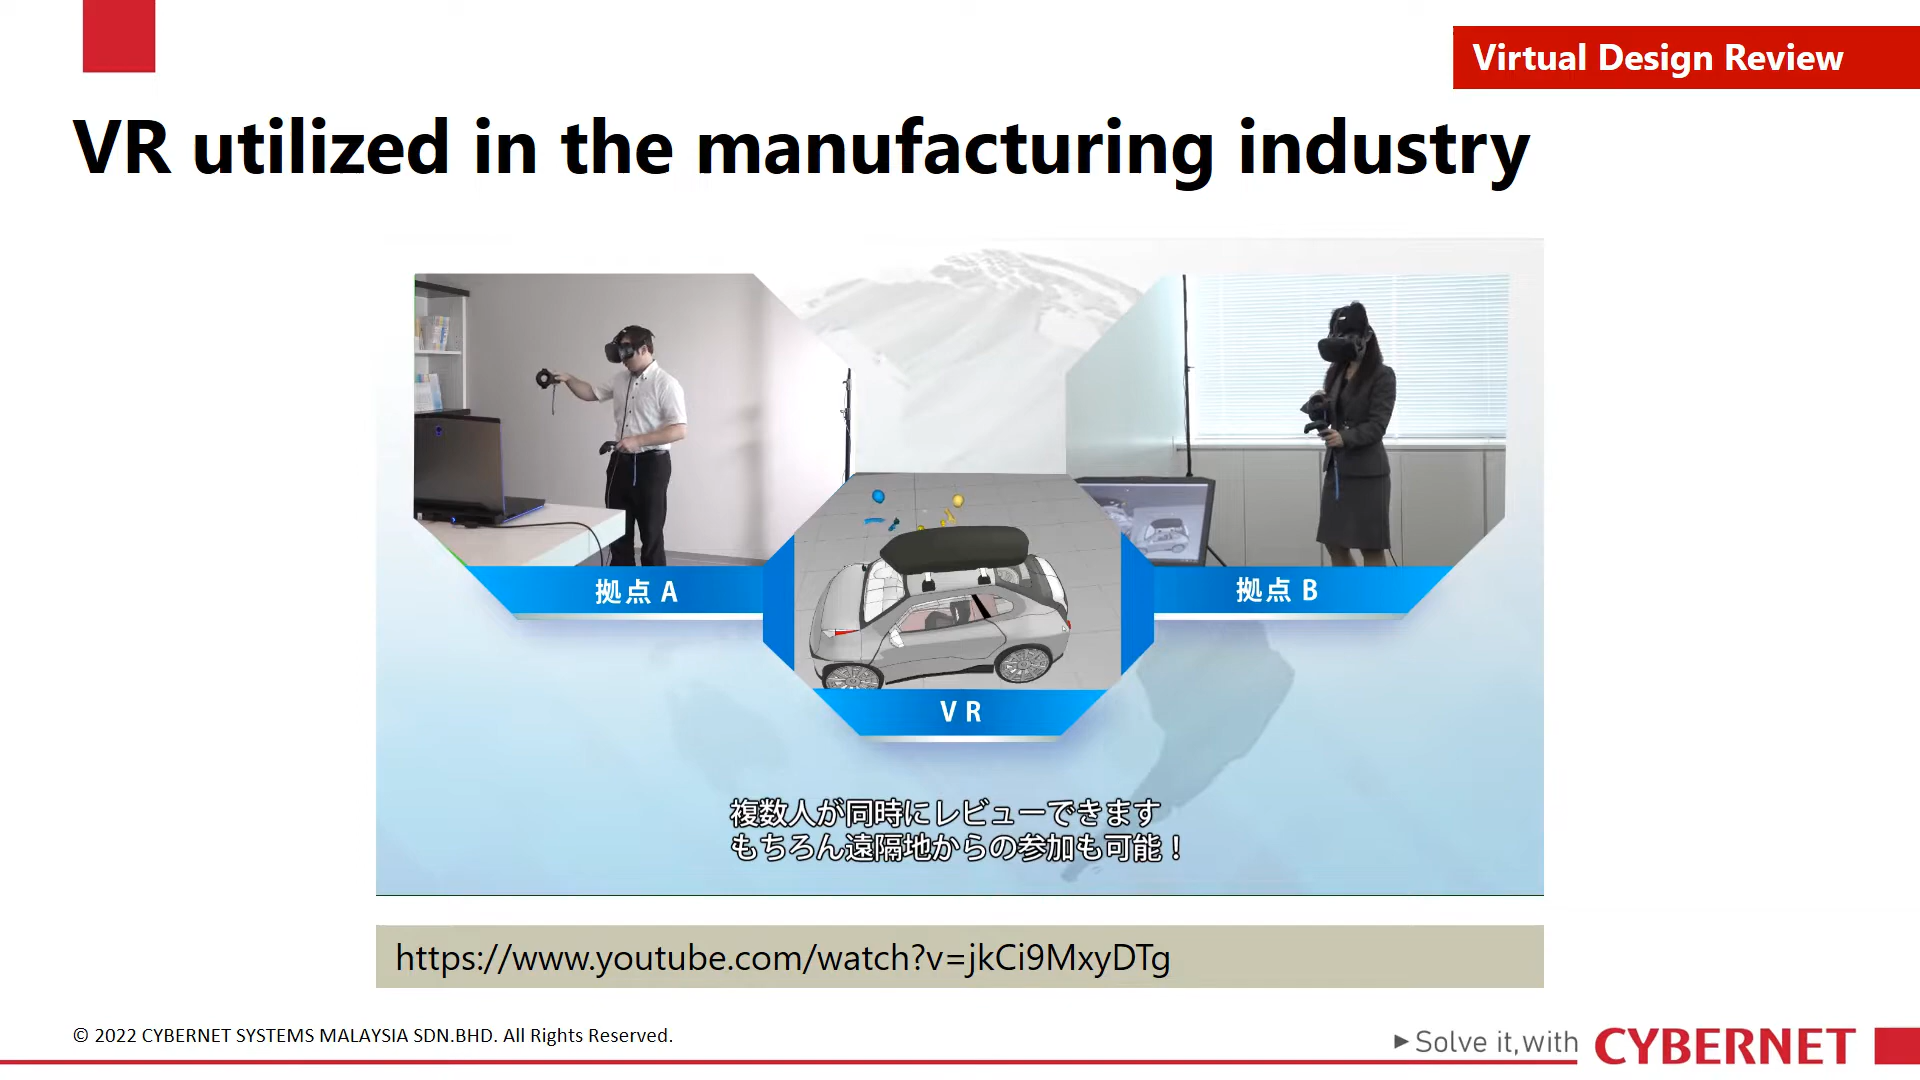 Virtual Design Review
VR utilized in the manufacturing industry
拠点 A
拠点 B
VR
複数人が同時にレビューできます
もちろん遠隔地からの参加も可能！
https://www.youtube.com/watch?v=jkCi9MxyDTg
© 2022 CYBERNET SYSTEMS MALAYSIA SDN.BHD. All Rights Reserved.
Solve it,with CYBERNET